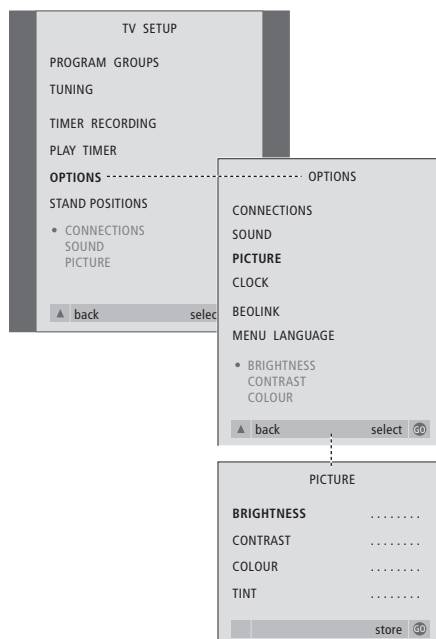 TV SETUP
PROGRAM GROUPS
TUNING
TIMER RECORDING
PLAY TIMER
OPTIONS
STAND POSITIONS
• CONNECTIONS
SOUND
PICTURE
▲ back selec
OPTIONS
CONNECTIONS
SOUND
PICTURE
CLOCK
BEOLINK
MENU LANGUAGE
• BRIGHTNESS
CONTRAST
COLOUR
▲ back select GO
PICTURE
BRIGHTNESS ........
CONTRAST ........
COLOUR ........
TINT ........
store GO